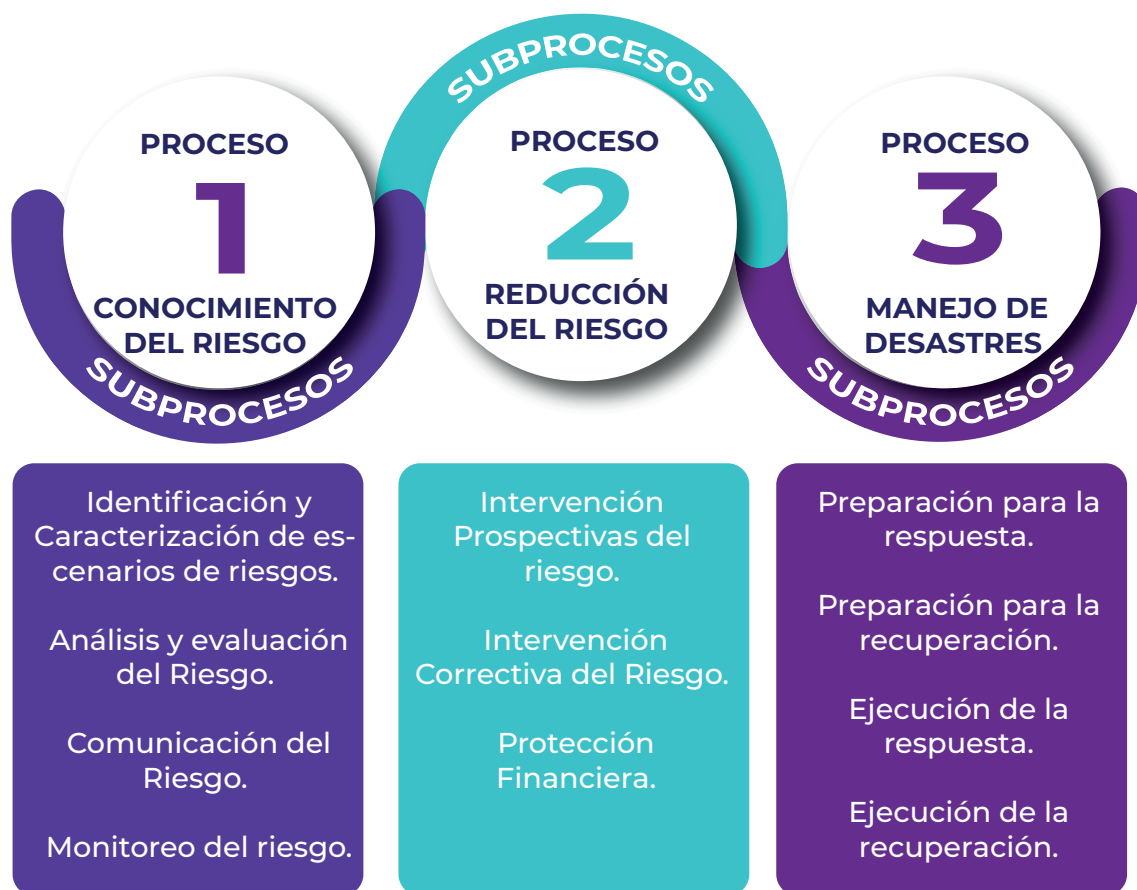 PROCESO
1
CONOCIMIENTO
DEL RIESGO
SUBPROCESOS
Identificación y
Caracterización de es-
cenarios de riesgos.
Análisis y evaluación
del Riesgo.
Comunicación del
Riesgo.
Monitoreo del riesgo.
SUBPROCESOS
PROCESO
2
REDUCCIÓN
DEL RIESGO
Intervención
Prospectivas del
riesgo.
Intervención
Correctiva del Riesgo.
Protección
Financiera.
PROCESO
3
MANEJO DE
DESASTRES
SUBPROCESOS
Preparación para la
respuesta.
Preparación para la
recuperación.
Ejecución de la
respuesta.
Ejecución de la
recuperación.